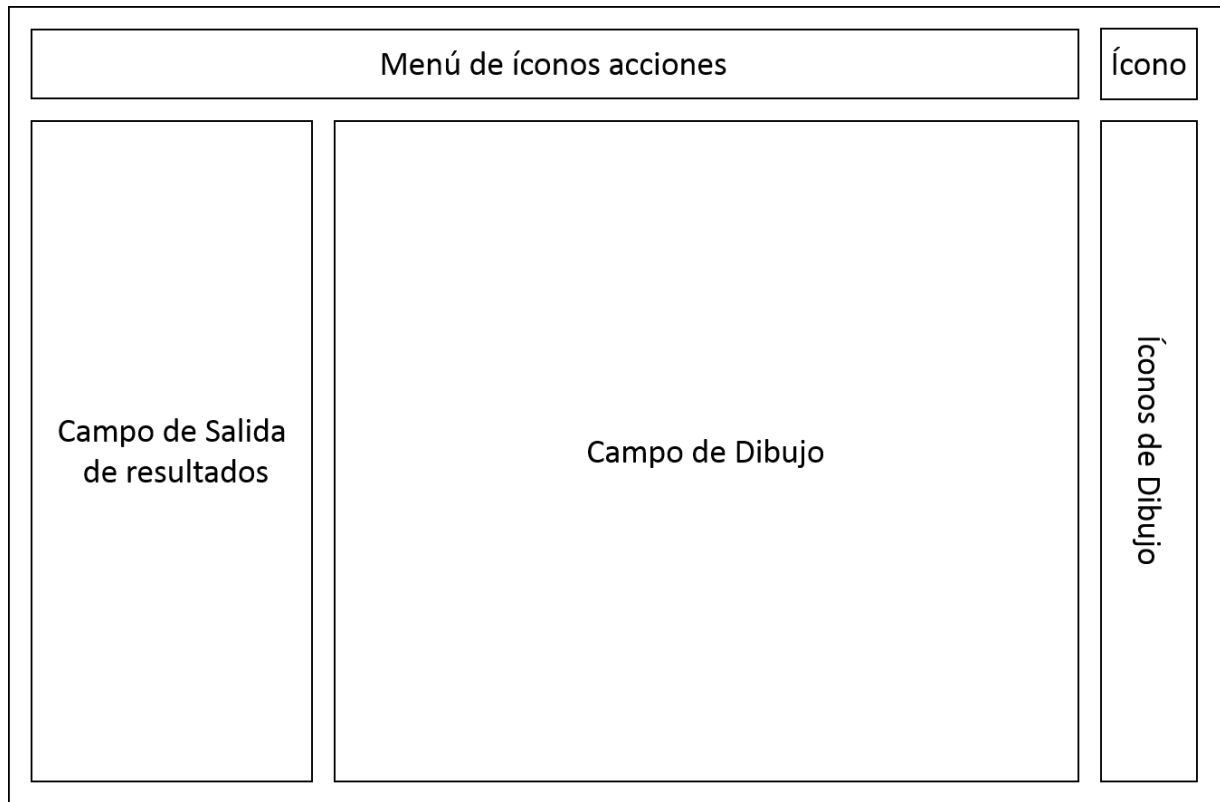 Menú de íconos acciones
Ícono
Campo de Salida
de resultados
Campo de Dibujo
Íconos de Dibujo